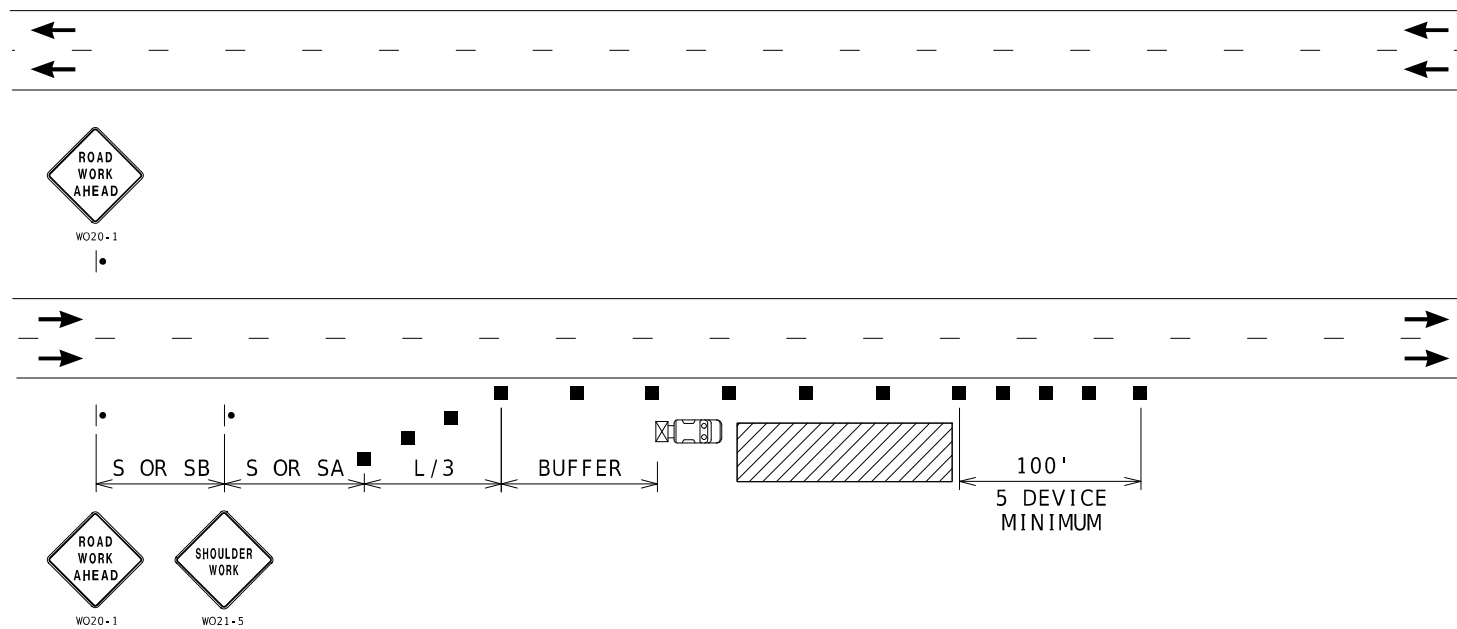 ROAD
WORK
AHEAD
WO20-1
S OR SB
S OR SA
L/3
BUFFER
100'
5 DEVICE
MINIMUM
ROAD
WORK
AHEAD
WO20-1
SHOULDER
WORK
WO21-5